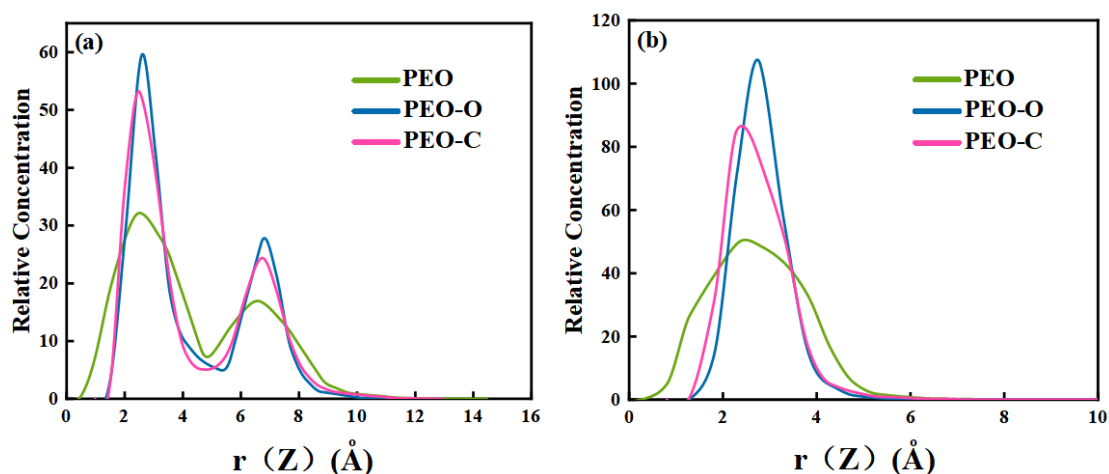 (a)
PEO
PEO-O
PEO-C
Relative Concentration
60
50
40
30
20
10
0
0 2 4 6 8 10 12 14 16
r（Z）(Å)
(b)
PEO
PEO-O
PEO-C
Relative Concentration
120
100
80
60
40
20
0
0 2 4 6 8 10
r（Z）(Å)